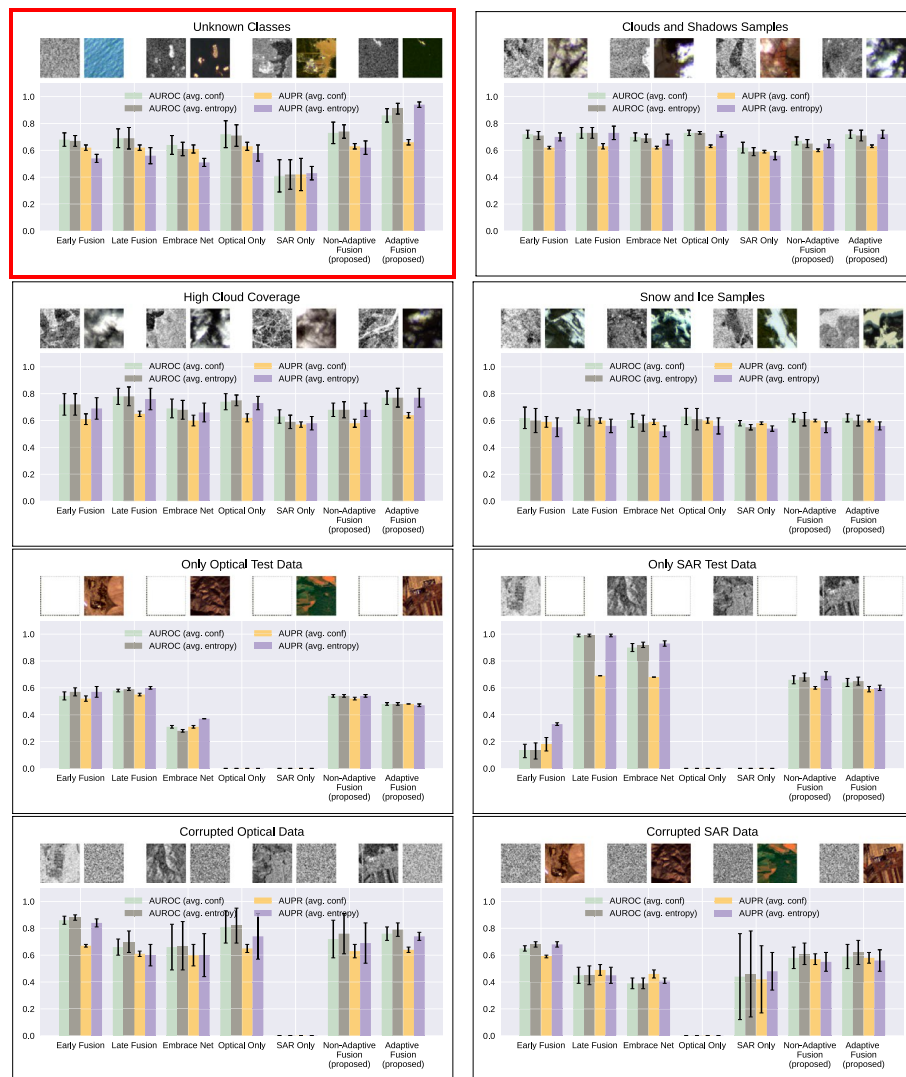 Unknown Classes
1.0
0.8
0.6
0.4
0.2
0.0
AUROC (avg. conf)
AUROC (avg. entropy)
AUPR (avg. conf)
AUPR (avg. entropy)
Early Fusion Late Fusion Embrace Net Optical Only SAR Only Non-Adaptive Adaptive
Fusion Fusion
(proposed) (proposed)
Clouds and Shadows Samples
1.0
0.8
0.6
0.4
0.2
0.0
AUROC (avg. conf)
AUROC (avg. entropy)
AUPR (avg. conf)
AUPR (avg. entropy)
Early Fusion Late Fusion Embrace Net Optical Only SAR Only Non-Adaptive Adaptive
Fusion Fusion
(proposed) (proposed)
High Cloud Coverage
1.0
0.8
0.6
0.4
0.2
0.0
AUROC (avg. conf)
AUROC (avg. entropy)
AUPR (avg. conf)
AUPR (avg. entropy)
Early Fusion Late Fusion Embrace Net Optical Only SAR Only Non-Adaptive Adaptive
Fusion Fusion
(proposed) (proposed)
Snow and Ice Samples
1.0
0.8
0.6
0.4
0.2
0.0
AUROC (avg. conf)
AUROC (avg. entropy)
AUPR (avg. conf)
AUPR (avg. entropy)
Early Fusion Late Fusion Embrace Net Optical Only SAR Only Non-Adaptive Adaptive
Fusion Fusion
(proposed) (proposed)
Only Optical Test Data
1.0
0.8
0.6
0.4
0.2
0.0
AUROC (avg. conf)
AUROC (avg. entropy)
AUPR (avg. conf)
AUPR (avg. entropy)
Early Fusion Late Fusion Embrace Net Optical Only SAR Only Non-Adaptive Adaptive
Fusion Fusion
(proposed) (proposed)
Only SAR Test Data
1.0
0.8
0.6
0.4
0.2
0.0
AUROC (avg. conf)
AUROC (avg. entropy)
AUPR (avg. conf)
AUPR (avg. entropy)
Early Fusion Late Fusion Embrace Net Optical Only SAR Only Non-Adaptive Adaptive
Fusion Fusion
(proposed) (proposed)
Corrupted Optical Data
1.0
0.8
0.6
0.4
0.2
0.0
AUROC (avg. conf)
AUROC (avg. entropy)
AUPR (avg. conf)
AUPR (avg. entropy)
Early Fusion Late Fusion Embrace Net Optical Only SAR Only Non-Adaptive Adaptive
Fusion Fusion
(proposed) (proposed)
Corrupted SAR Data
1.0
0.8
0.6
0.4
0.2
0.0
AUROC (avg. conf)
AUROC (avg. entropy)
AUPR (avg. conf)
AUPR (avg. entropy)
Early Fusion Late Fusion Embrace Net Optical Only SAR Only Non-Adaptive Adaptive
Fusion Fusion
(proposed) (proposed)